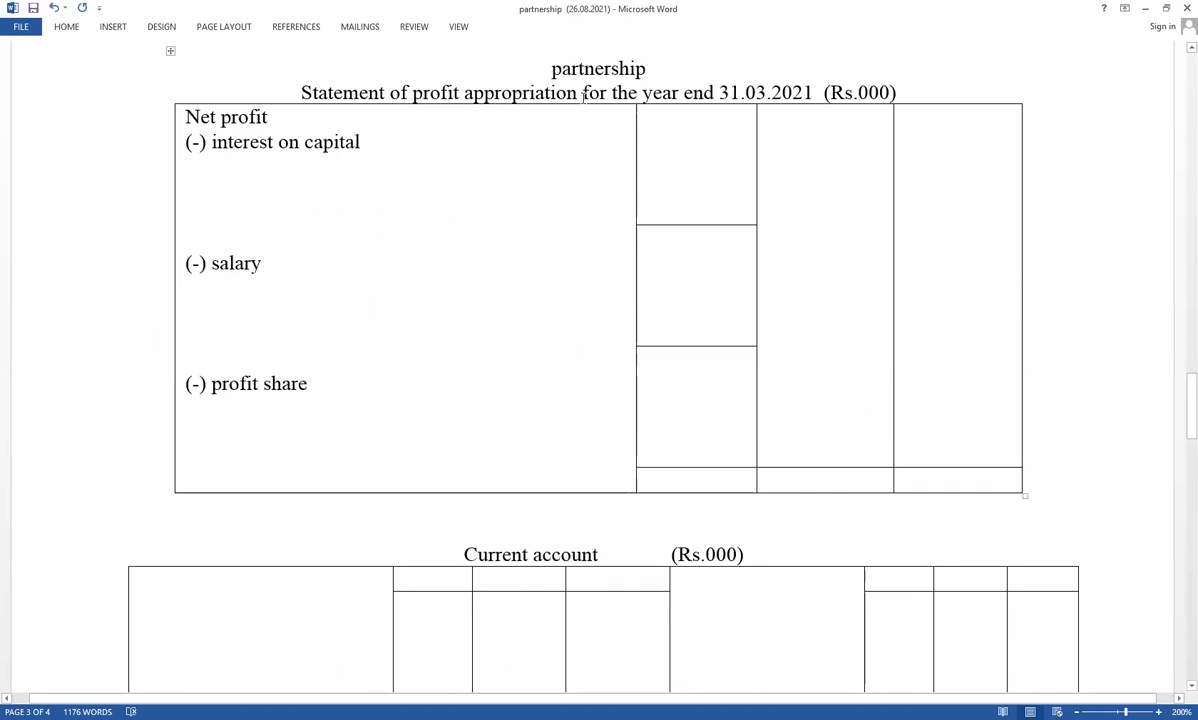 partnership (26.08.2021) - Microsoft Word
?
Sign in
FILE HOME INSERT DESIGN PAGE LAYOUT REFERENCES MAILINGS REVIEW VIEW
partnership
Statement of profit appropriation for the year end 31.03.2021 (Rs.000)
Net profit
(-) interest on capital
(-) salary
(-) profit share
Current account (Rs.000)
PAGE 3 OF 4 1176 WORDS 200%